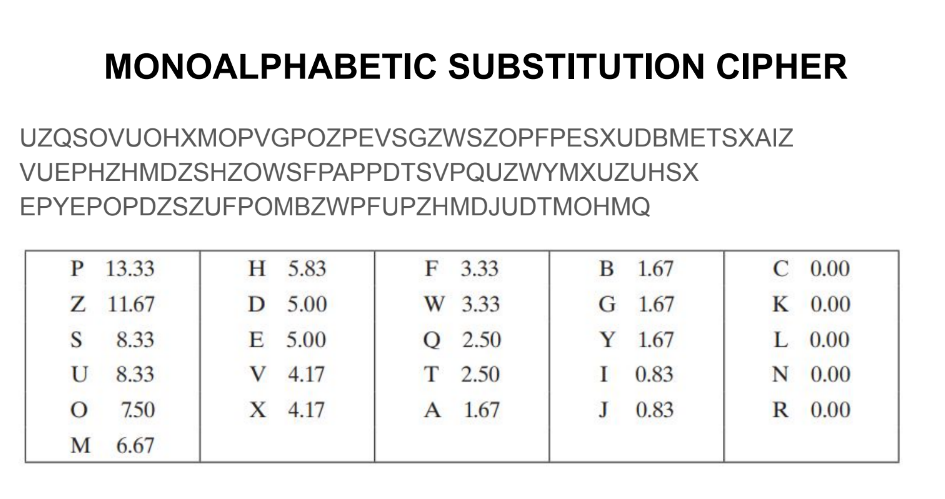 MONOALPHABETIC SUBSTITUTION CIPHER
UZQSOVUOHXMOPVGPOZPEVSGZWSZOPFPESXUDBMETSXAIZ
VUEPHZHMDZSHZOWSFPAPPDTSVPQUZWYMXUZUHSX
EPYEPOPDZSZUFPOMBZWPFUPZHMDJUDTMOHMQ
P 13.33 H 5.83 F 3.33 B 1.67 C 0.00
Z 11.67 D 5.00 W 3.33 G 1.67 K 0.00
S 8.33 E 5.00 Q 2.50 Y 1.67 L 0.00
U 8.33 V 4.17 T 2.50 I 0.83 N 0.00
O 7.50 X 4.17 A 1.67 J 0.83 R 0.00
M 6.67